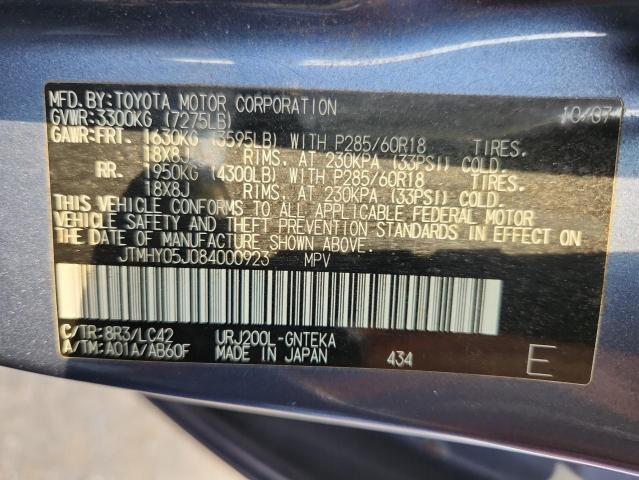 MFD.BY:TOYOTA MOTOR CORPORATION 10/07
GVWR:3300KG (7275LB)
GAWR:FRT. 1630KG (3595LB) WITH P285/60R18 TIRES.
18X8J RIMS. AT 230KPA (33PSI) COLD.
RR. 1950KG (4300LB) WITH P285/60R18 TIRES.
18X8J RIMS. AT 230KPA (33PSI) COLD.
THIS VEHICLE CONFORMS TO ALL APPLICABLE FEDERAL MOTOR
VEHICLE SAFETY AND THEFT PREVENTION STANDARDS IN EFFECT ON
THE DATE OF MANUFACTURE SHOWN ABOVE.
JTMHY05J084000923 MPV
C/TR:8R3/LC42 URJ200L-GNTEKA
A/TM:A01A/AB60F MADE IN JAPAN 434 E